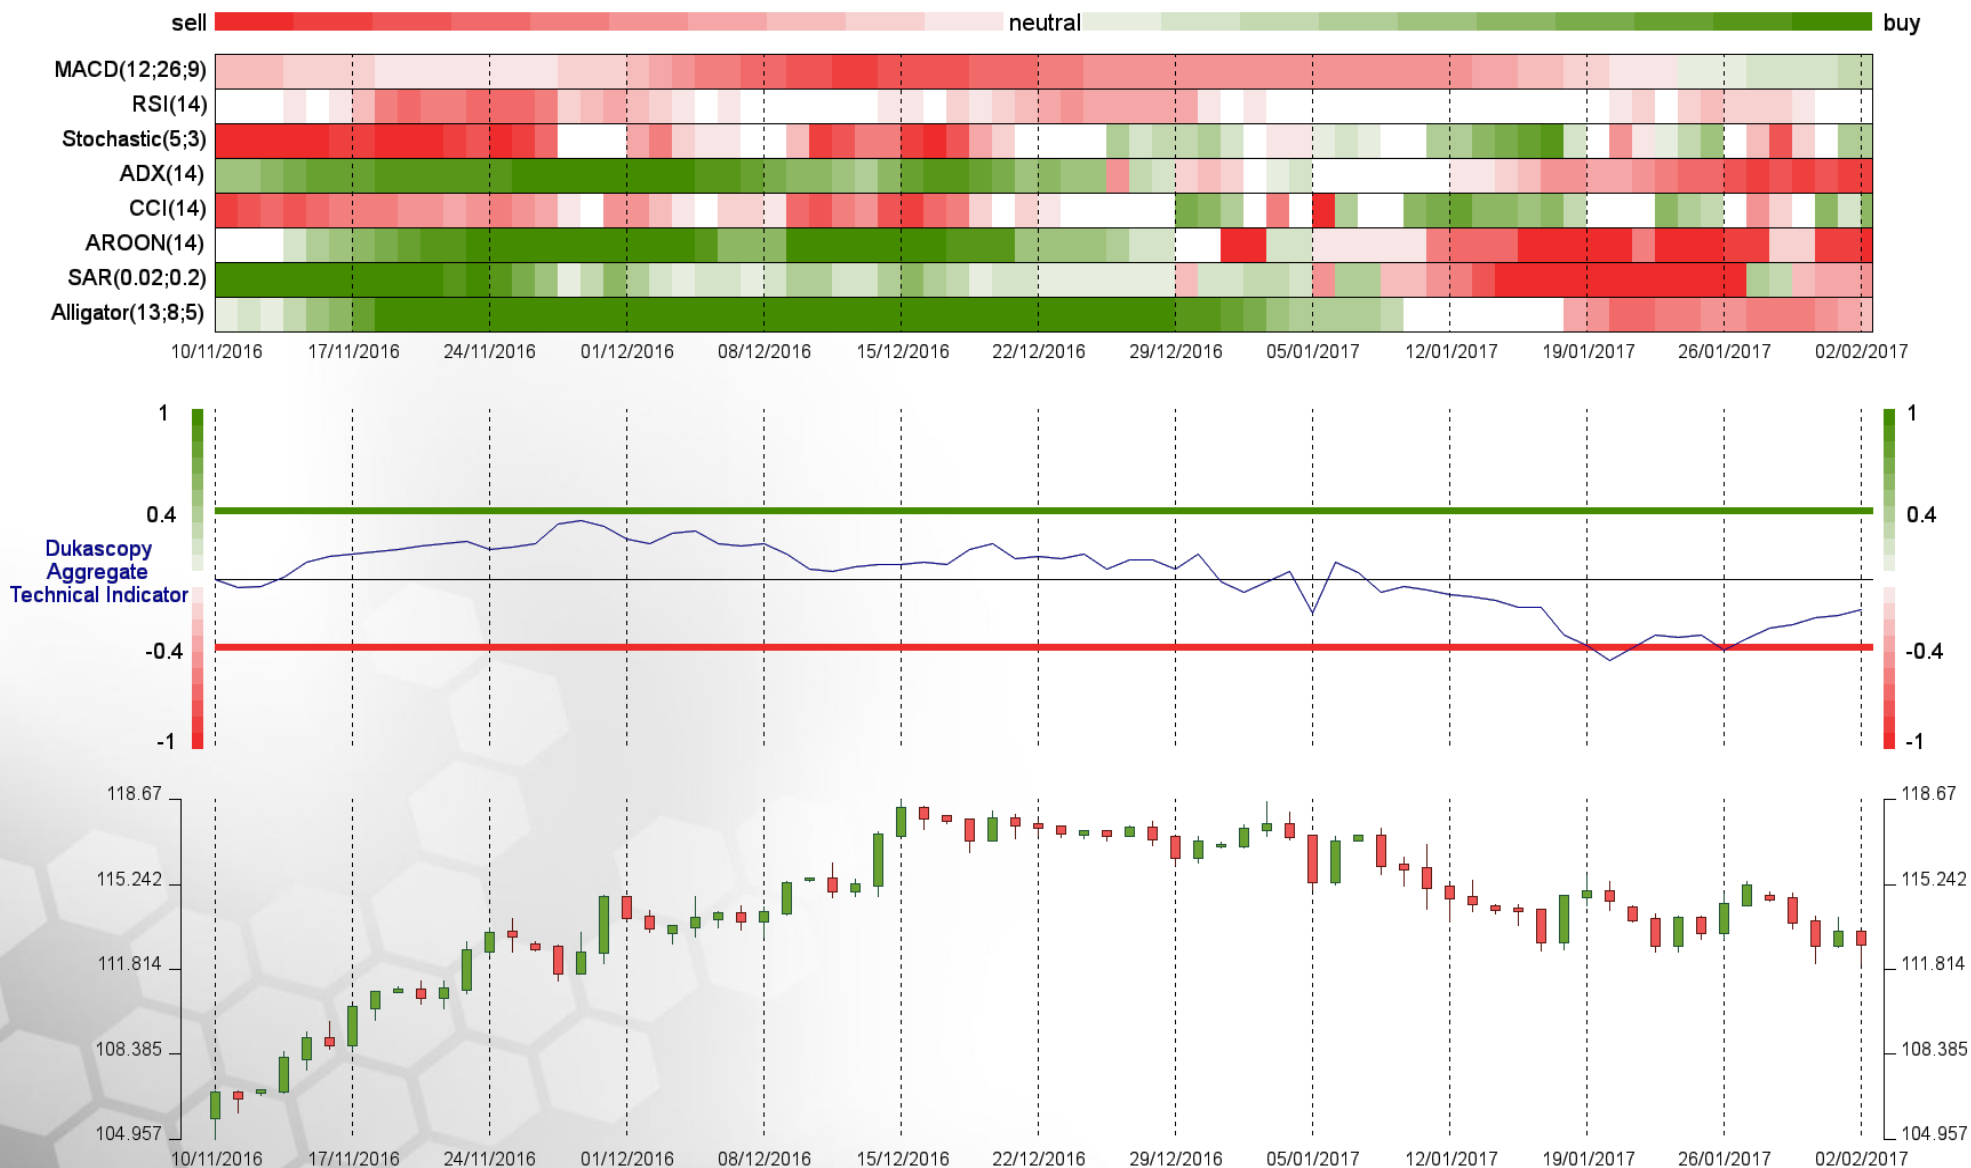 sell neutral buy
MACD(12;26;9)
RSI(14)
Stochastic(5;3)
ADX(14)
CCI(14)
AROON(14)
SAR(0.02;0.2)
Alligator(13;8;5)
10/11/2016 17/11/2016 24/11/2016 01/12/2016 08/12/2016 15/12/2016 22/12/2016 29/12/2016 05/01/2017 12/01/2017 19/01/2017 26/01/2017 02/02/2017
1 1
0.4 0.4
Dukascopy
Aggregate
Technical Indicator
-0.4 -0.4
-1 -1
118.67 118.67
115.242 115.242
111.814 111.814
108.385 108.385
104.957 104.957
10/11/2016 17/11/2016 24/11/2016 01/12/2016 08/12/2016 15/12/2016 22/12/2016 29/12/2016 05/01/2017 12/01/2017 19/01/2017 26/01/2017 02/02/2017